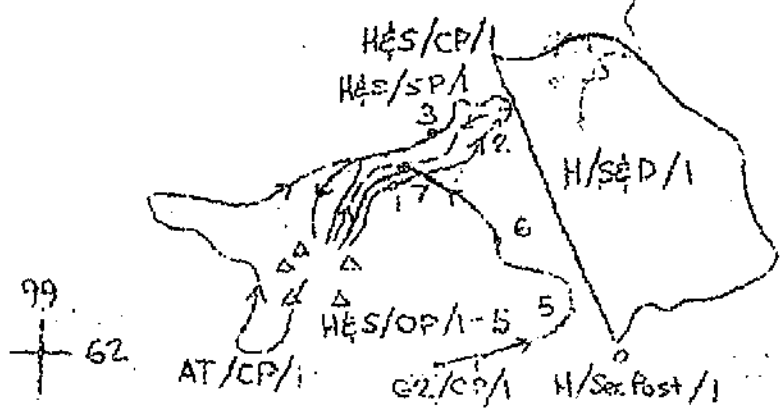 H&S/CP/1
H&S/SP/1
3
2
H/S&D/1
1
7
6
99
62
5
H&S/OP/1-5
AT/CP/1
G2/CP/1
H/Sec Post/1